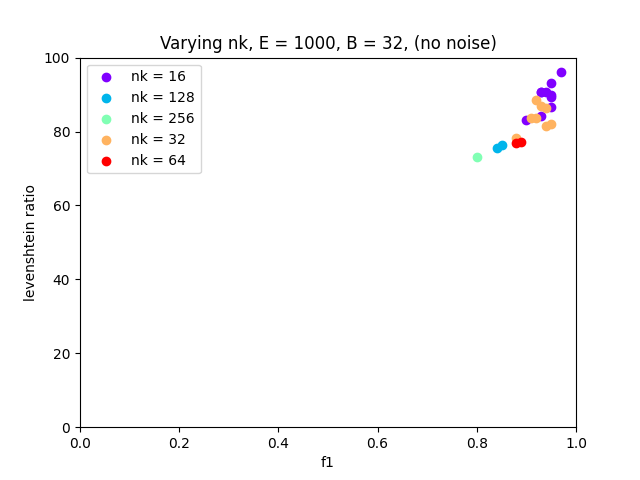 Varying nk, E = 1000, B = 32, (no noise)
100
80
60
40
20
0
levenshtein ratio
nk = 16
nk = 128
nk = 256
nk = 32
nk = 64
0.0
0.2
0.4
0.6
0.8
1.0
f1